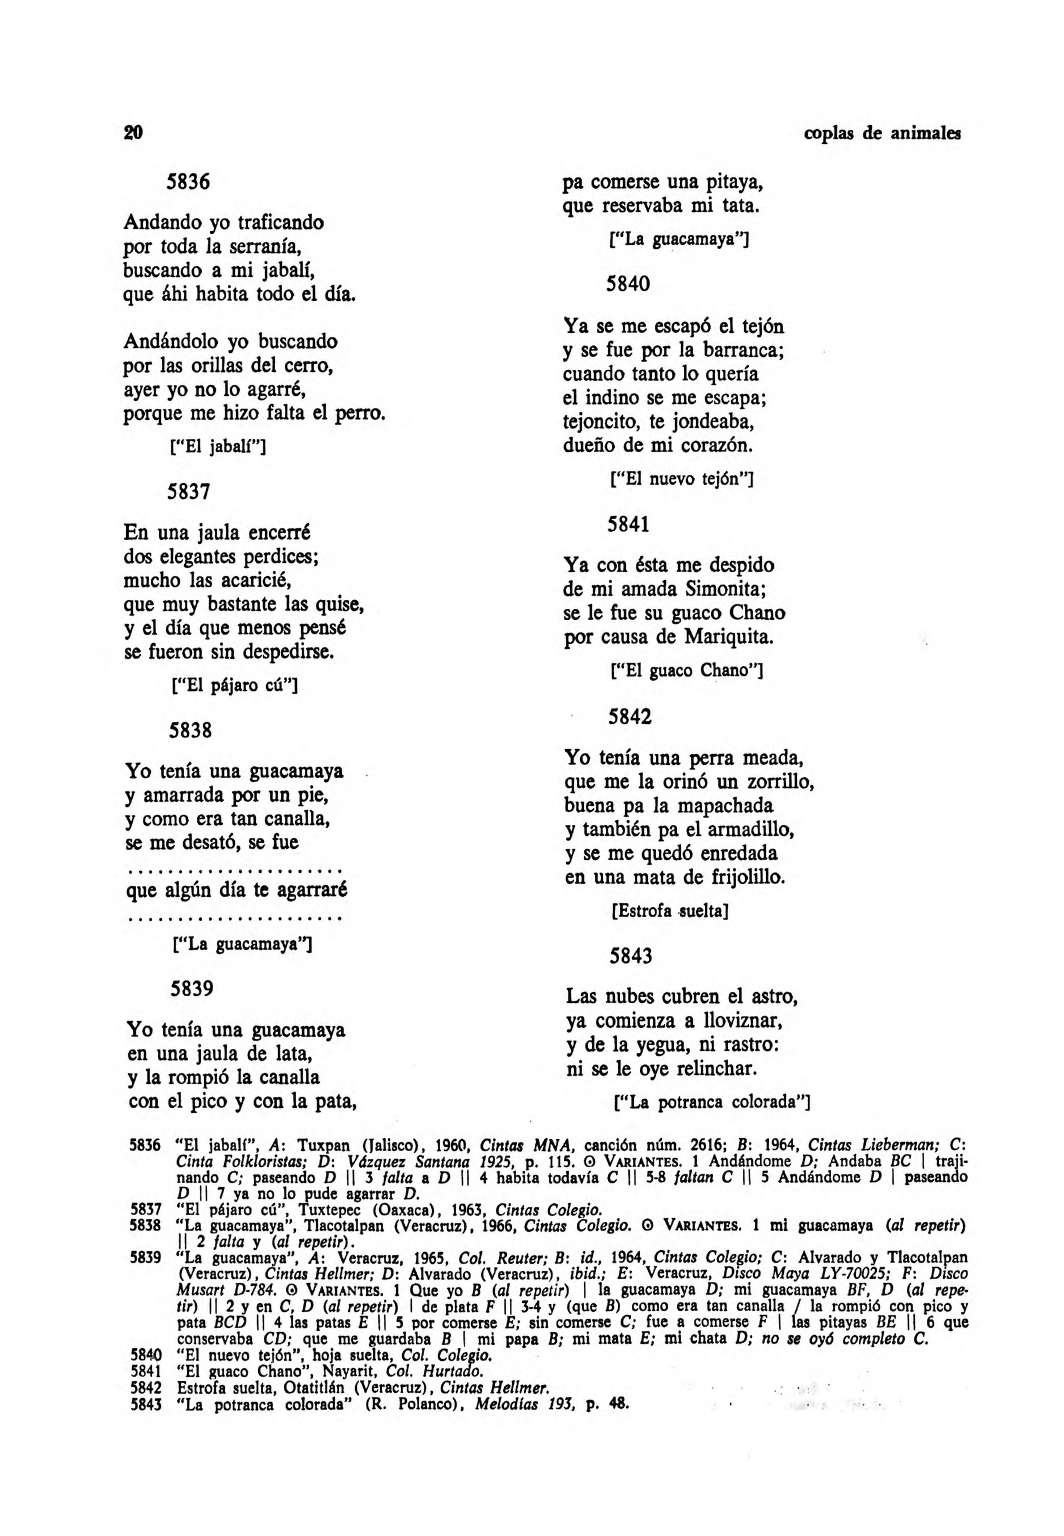 20
coplas de animales
5836
Andando yo traficando
por toda la serranía,
buscando a mi jabalí,
que áhi habita todo el día.
Andándolo yo buscando
por las orillas del cerro,
ayer yo no lo agarré,
porque me hizo falta el perro.
["El jabalí"]
5837
En una jaula encerré
dos elegantes perdices;
mucho las acaricié,
que muy bastante las quise,
y el día que menos pensé
se fueron sin despedirse.
["El pájaro cú"]
5838
Yo tenía una guacamaya
y amarrada por un pie,
y como era tan canalla,
se me desató, se fue
......................
que algún día te agarraré
......................
["La guacamaya"]
5839
Yo tenía una guacamaya
en una jaula de lata,
y la rompió la canalla
con el pico y con la pata,
pa comerse una pitaya,
que reservaba mi tata.
["La guacamaya"]
5840
Ya se me escapó el tejón
y se fue por la barranca;
cuando tanto lo quería
el indino se me escapa;
tejoncito, te jondeaba,
dueño de mi corazón.
["El nuevo tejón"]
5841
Ya con ésta me despido
de mi amada Simonita;
se le fue su guaco Chano
por causa de Mariquita.
["El guaco Chano"]
5842
Yo tenía una perra meada,
que me la orinó un zorrillo,
buena pa la mapachada
y también pa el armadillo,
y se me quedó enredada
en una mata de frijolillo.
[Estrofa suelta]
5843
Las nubes cubren el astro,
ya comienza a lloviznar,
y de la yegua, ni rastro:
ni se le oye relinchar.
["La potranca colorada"]
5836 "El jabalí", A: Tuxpan (Jalisco), 1960, Cintas MNA, canción núm. 2616; B: 1964, Cintas Lieberman; C:
Cinta Folkloristas; D: Vázquez Santana 1925, p. 115. ⊙ VARIANTES. 1 Andándome D; Andaba BC | traji-
nando C; paseando D || 3 falta a D || 4 habita todavía C || 5-8 faltan C || 5 Andándome D | paseando
D || 7 ya no lo pude agarrar D.
5837 "El pájaro cú", Tuxtepec (Oaxaca), 1963, Cintas Colegio.
5838 "La guacamaya", Tlacotalpan (Veracruz), 1966, Cintas Colegio. ⊙ VARIANTES. 1 mi guacamaya (al repetir)
|| 2 falta y (al repetir).
5839 "La guacamaya", A: Veracruz, 1965, Col. Reuter; B: id., 1964, Cintas Colegio; C: Alvarado y Tlacotalpan
(Veracruz), Cintas Hellmer; D: Alvarado (Veracruz), ibid.; E: Veracruz, Disco Maya LY-70025; F: Disco
Musart D-784. ⊙ VARIANTES. 1 Que yo B (al repetir) | la guacamaya D; mi guacamaya BF, D (al repe-
tir) || 2 y en C, D (al repetir) | de plata F || 3-4 y (que B) como era tan canalla / la rompió con pico y
pata BCD || 4 las patas E || 5 por comerse E; sin comerse C; fue a comerse F | las pitayas BE || 6 que
conservaba CD; que me guardaba B | mi papa B; mi mata E; mi chata D; no se oyó completo C.
5840 "El nuevo tejón", hoja suelta, Col. Colegio.
5841 "El guaco Chano", Nayarit, Col. Hurtado.
5842 Estrofa suelta, Otatitlán (Veracruz), Cintas Hellmer.
5843 "La potranca colorada" (R. Polanco), Melodías 193, p. 48.